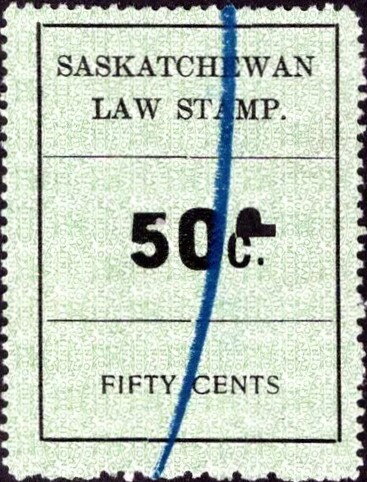 SASKATCHEWAN
LAW STAMP.
50c.
FIFTY CENTS